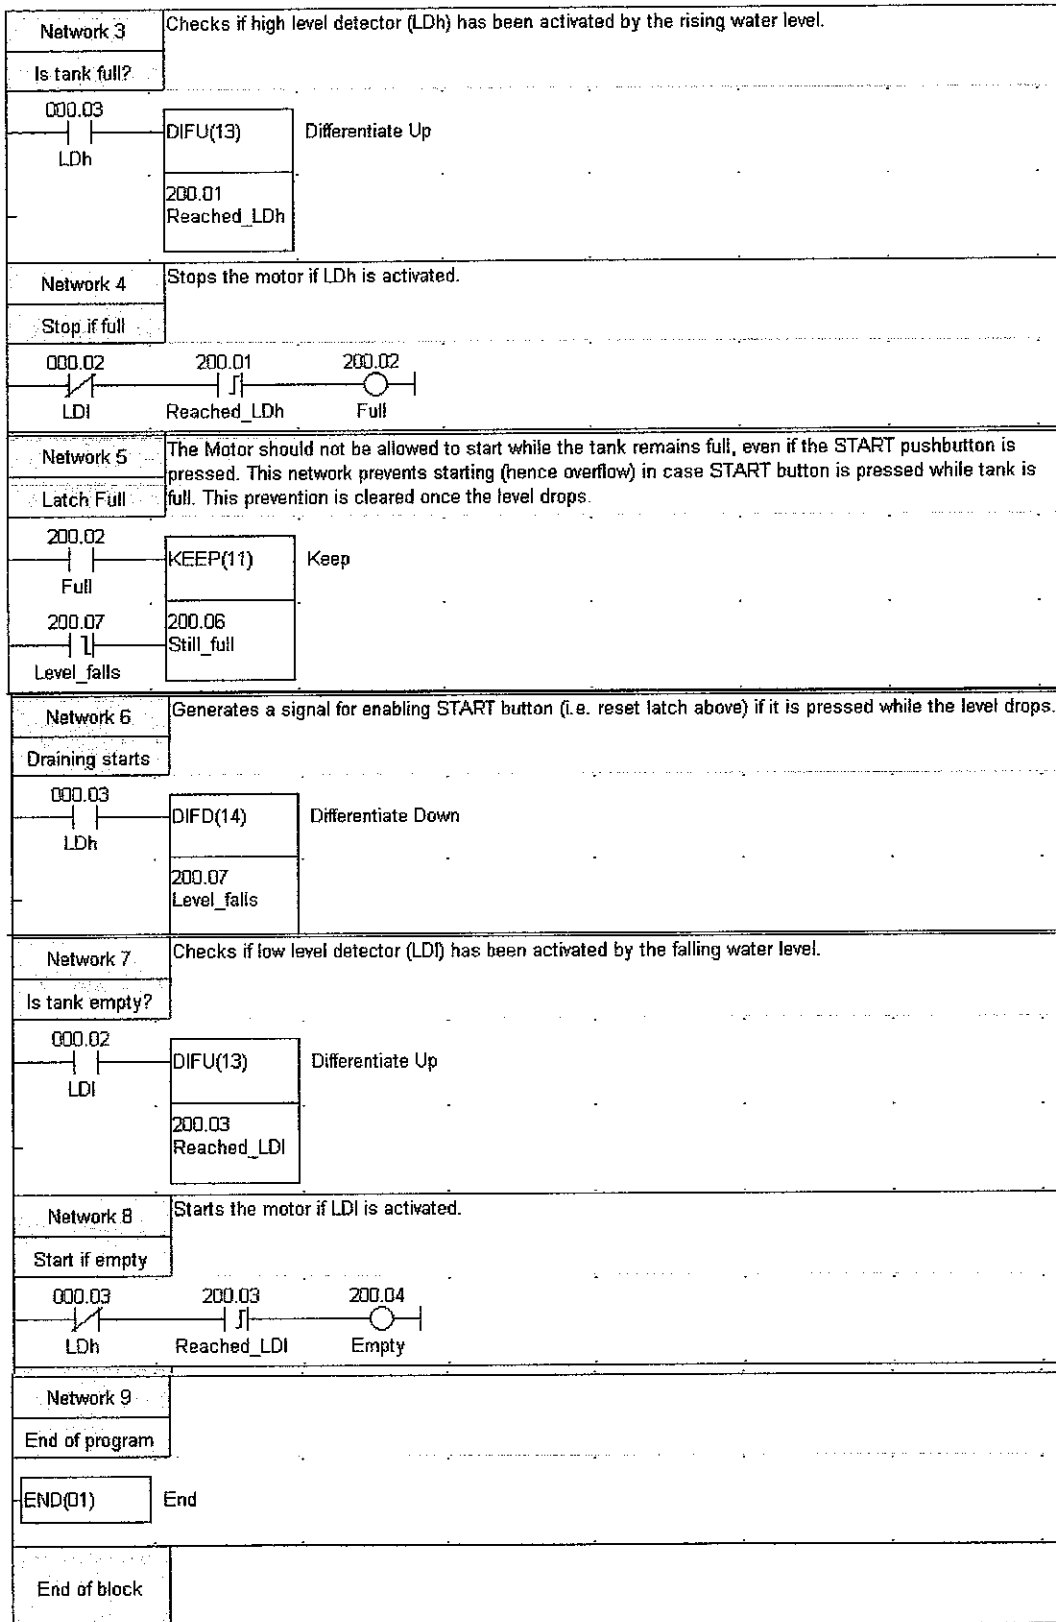 Network 3
Checks if high level detector (LDh) has been activated by the rising water level.
Is tank full?
000.03
LDh
DIFU(13)
Differentiate Up
200.01
Reached_LDh
Network 4
Stops the motor if LDh is activated.
Stop if full
000.02
200.01
200.02
LDl
Reached_LDh
Full
Network 5
The Motor should not be allowed to start while the tank remains full, even if the START pushbutton is
pressed. This network prevents starting (hence overflow) in case START button is pressed while tank is
Latch Full
full. This prevention is cleared once the level drops.
200.02
Full
KEEP(11)
Keep
200.07
Level_falls
200.06
Still_full
Network 6
Generates a signal for enabling START button (i.e. reset latch above) if it is pressed while the level drops.
Draining starts
000.03
LDh
DIFD(14)
Differentiate Down
200.07
Level_falls
Network 7
Checks if low level detector (LDl) has been activated by the falling water level.
Is tank empty?
000.02
LDl
DIFU(13)
Differentiate Up
200.03
Reached_LDl
Network 8
Starts the motor if LDl is activated.
Start if empty
000.03
200.03
200.04
LDh
Reached_LDl
Empty
Network 9
End of program
END(01)
End
End of block